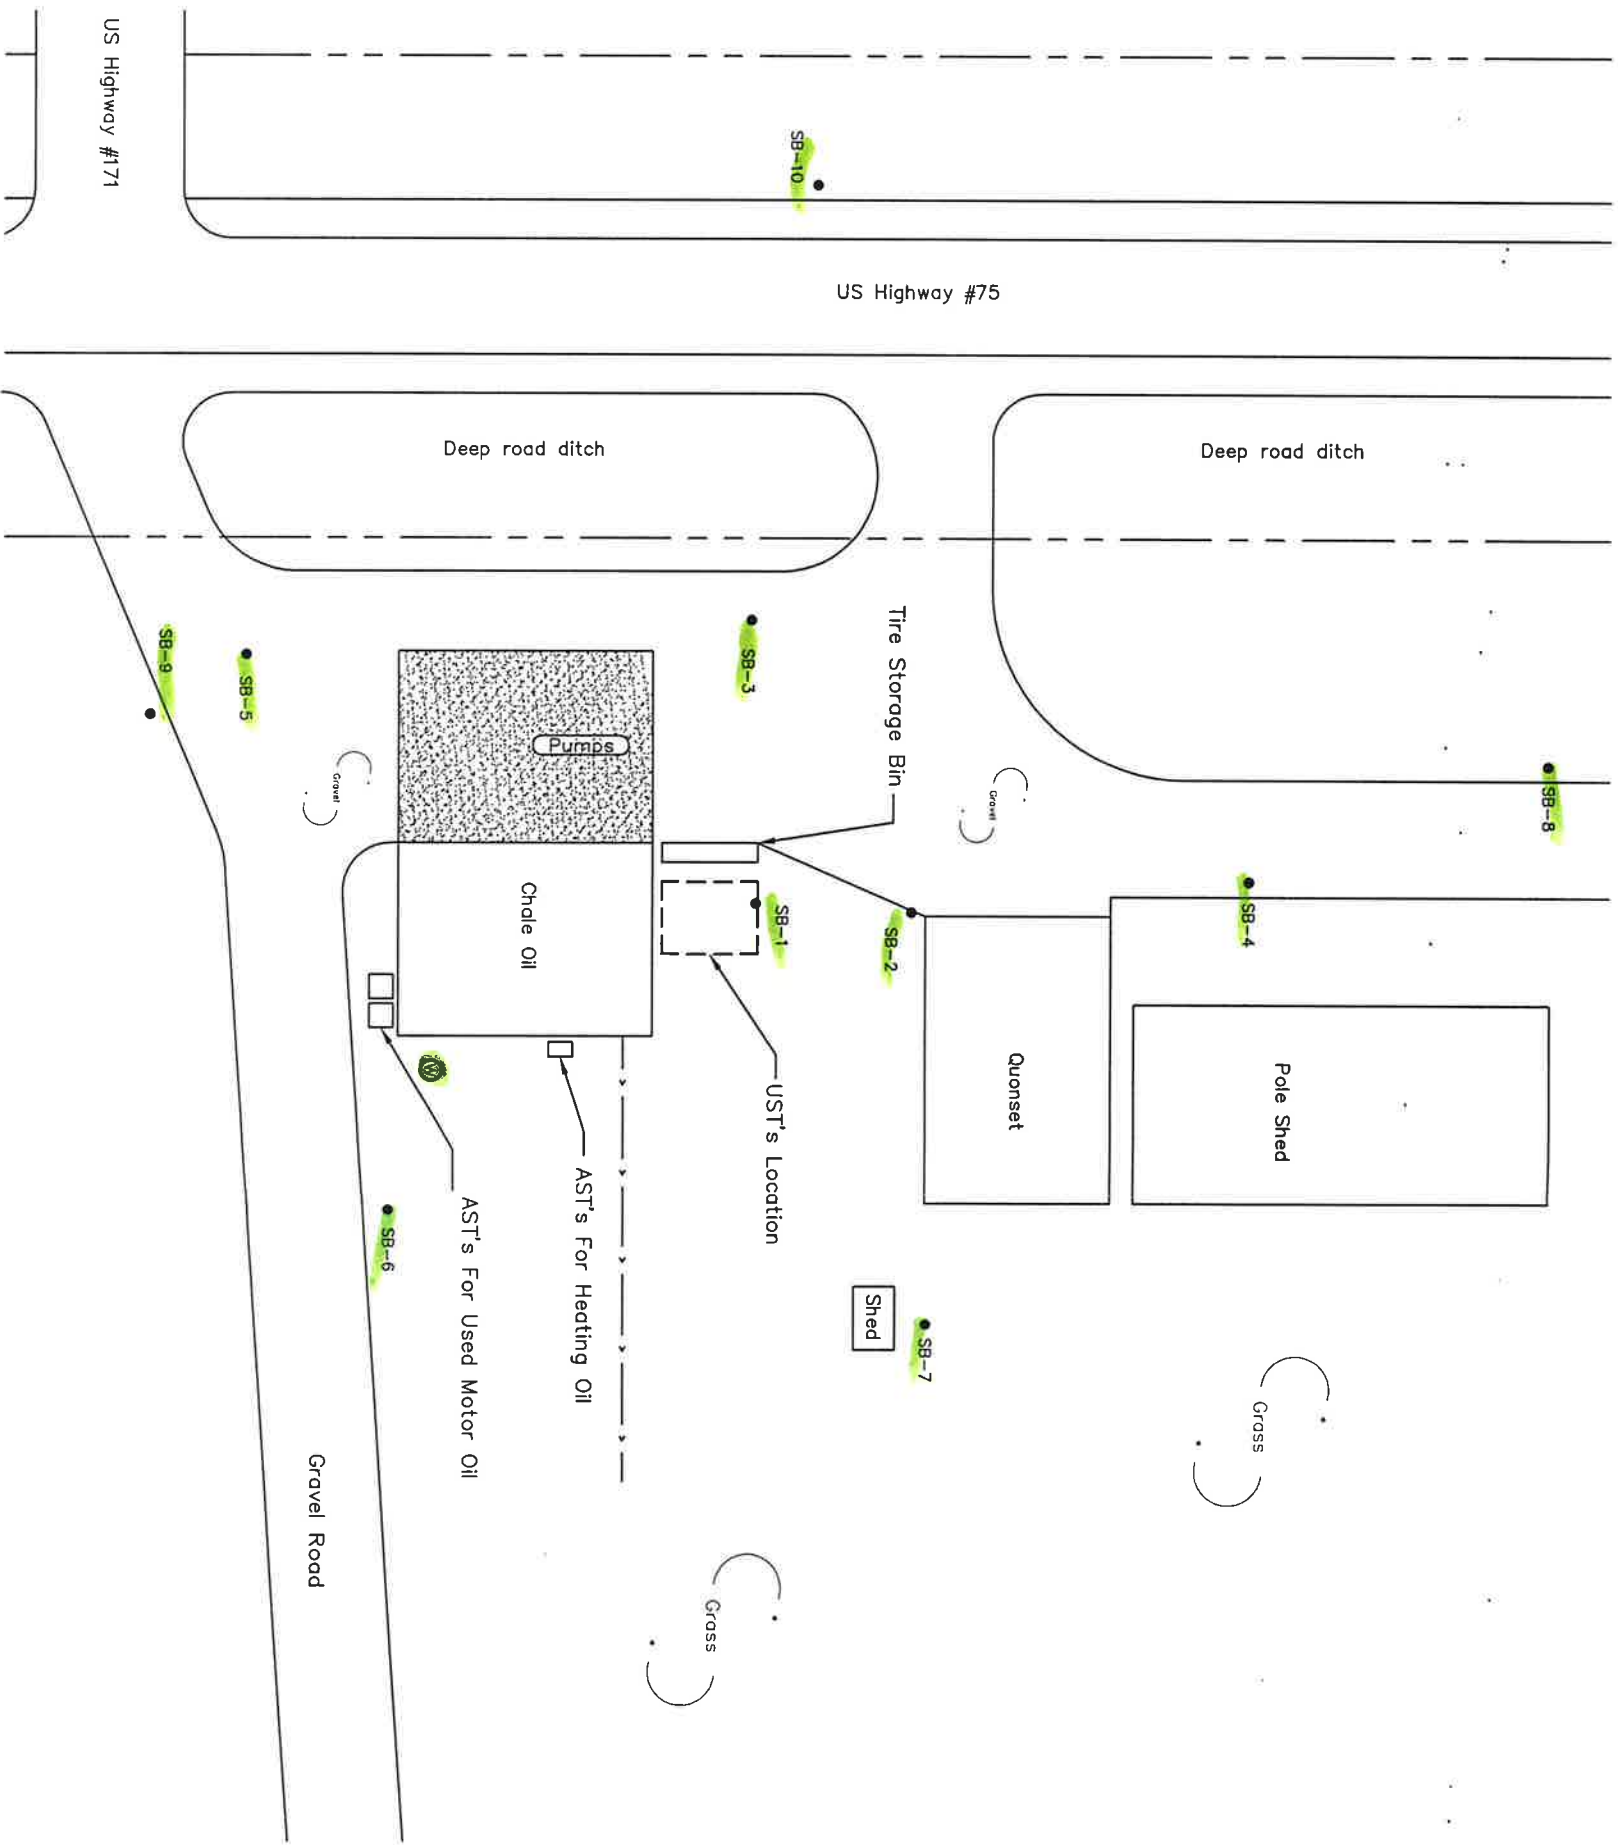 US Highway #171
SB-10
US Highway #75
Deep road ditch
Deep road ditch
Tire Storage Bin
SB-3
SB-9
SB-5
Pumps
Gravel
Gravel
SB-8
SB-4
SB-1
SB-2
Chale Oil
W
UST's Location
Quonset
Pole Shed
AST's For Heating Oil
AST's For Used Motor Oil
SB-6
Shed
SB-7
Grass
Gravel Road
Grass